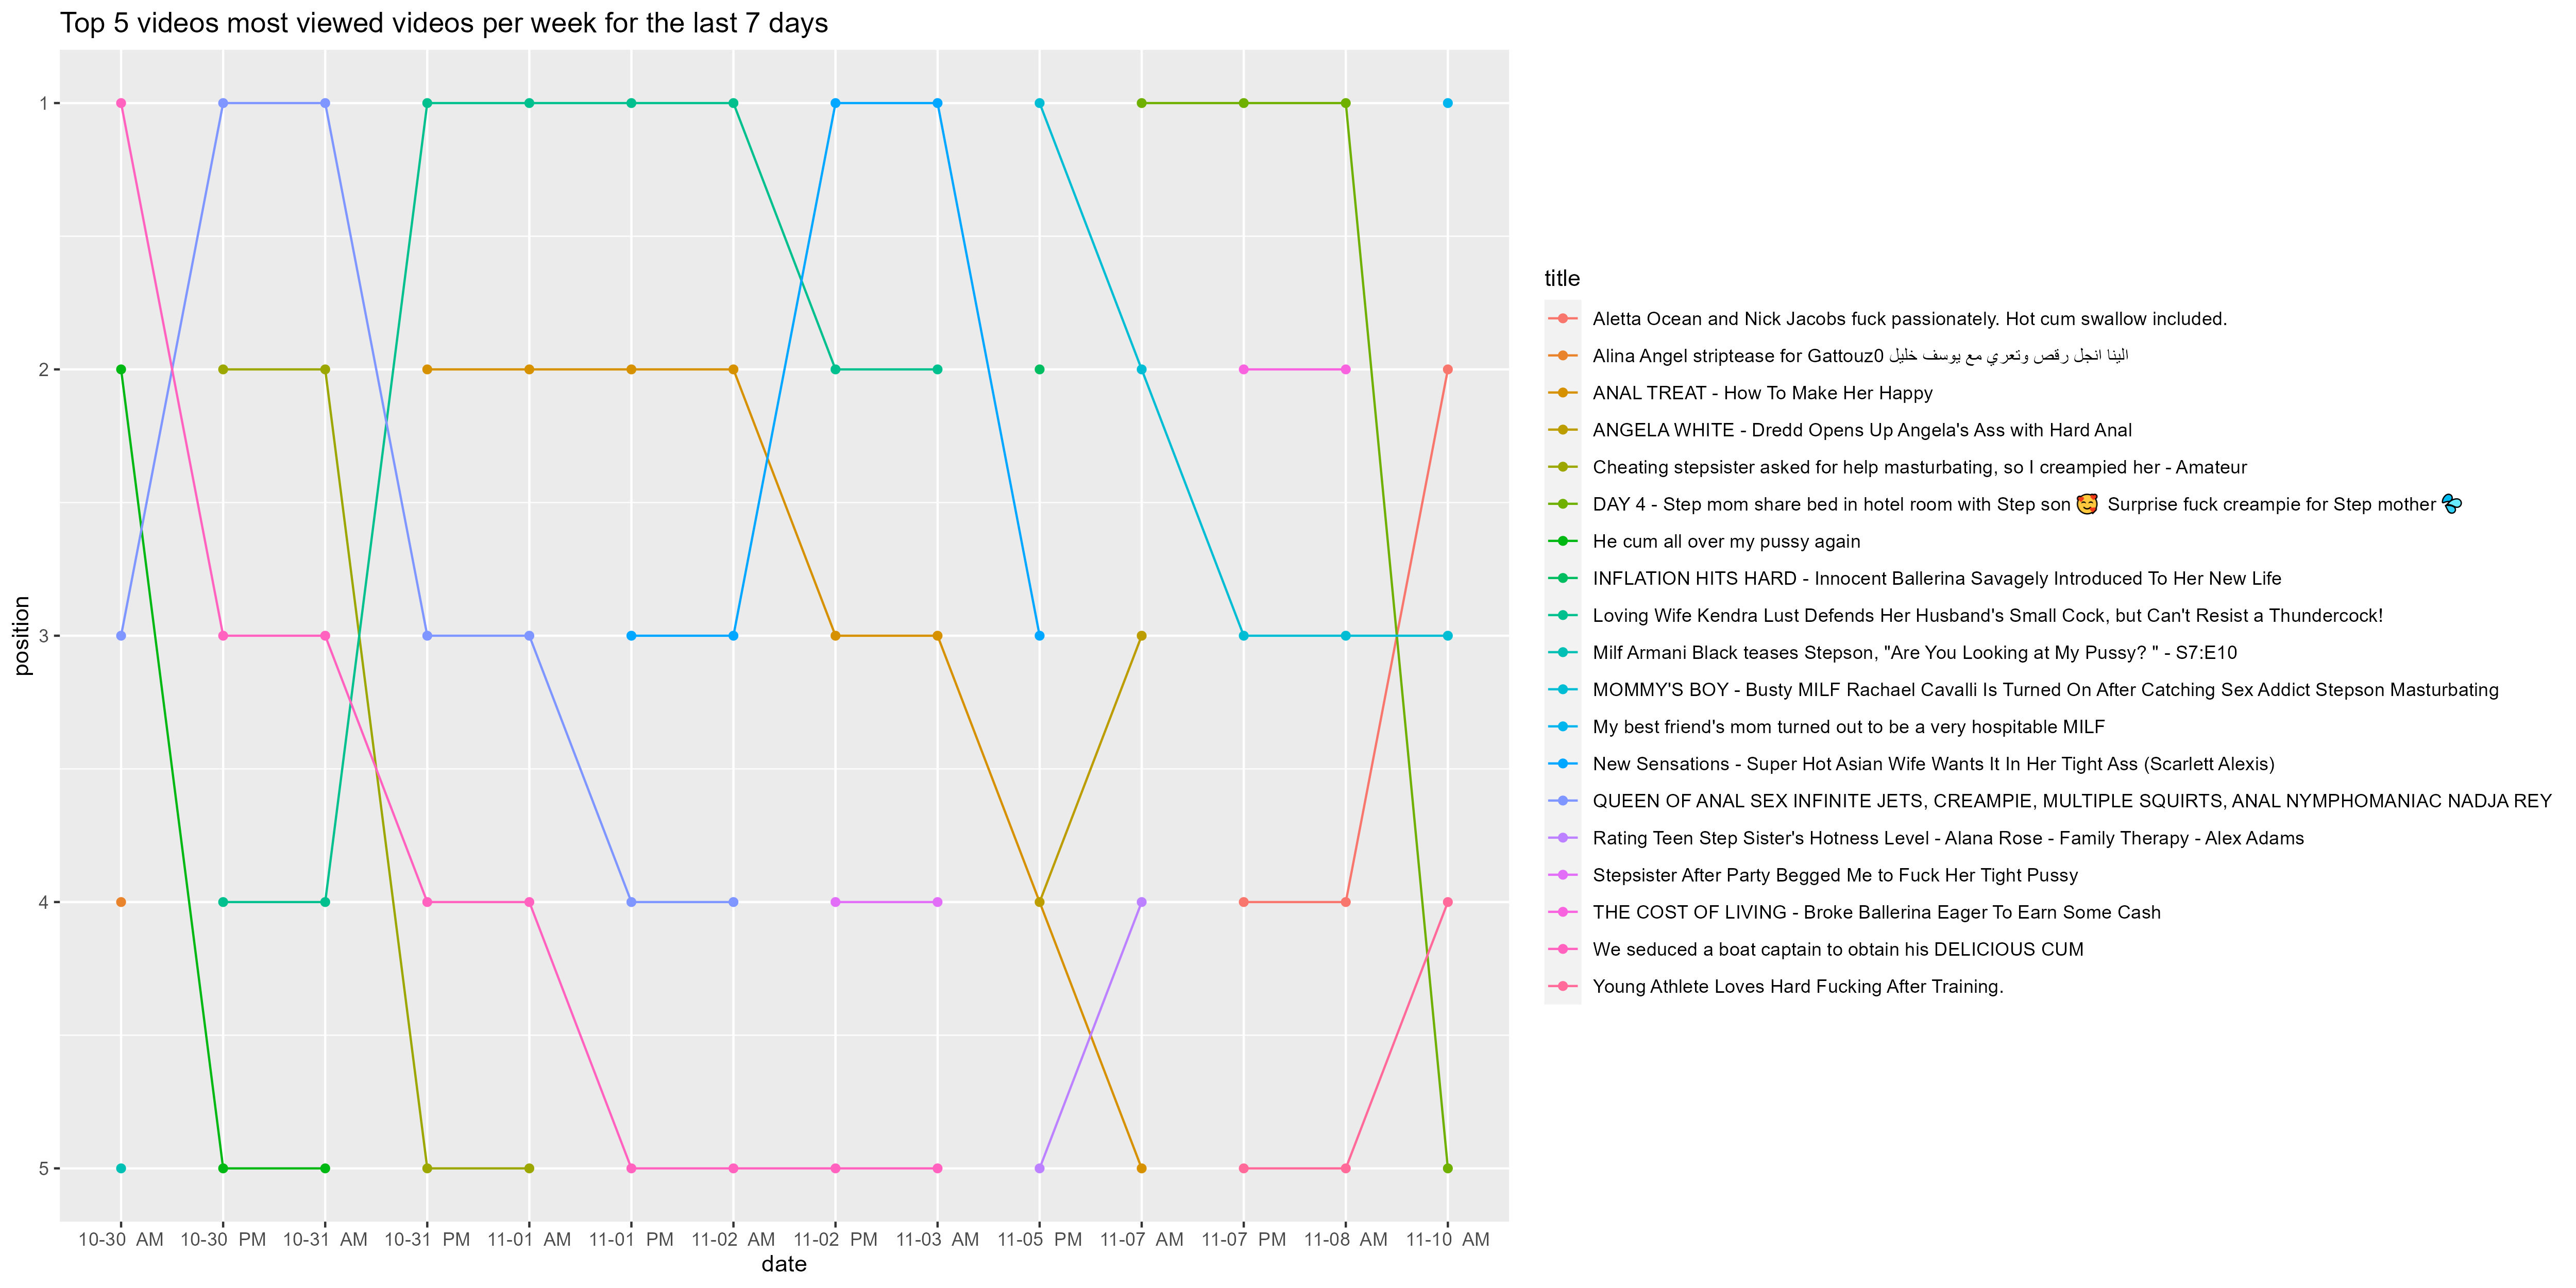 Top 5 videos most viewed videos per week for the last 7 days
position
1
2
3
4
5
10-30 AM 10-30 PM 10-31 AM 10-31 PM 11-01 AM 11-01 PM 11-02 AM 11-02 PM 11-03 AM 11-05 PM 11-07 AM 11-07 PM 11-08 AM 11-10 AM
date
title
Aletta Ocean and Nick Jacobs fuck passionately. Hot cum swallow included.
Alina Angel striptease for Gattouz0 الينا انجل رقص وتعري مع يوسف خليل
ANAL TREAT - How To Make Her Happy
ANGELA WHITE - Dredd Opens Up Angela's Ass with Hard Anal
Cheating stepsister asked for help masturbating, so I creampied her - Amateur
DAY 4 - Step mom share bed in hotel room with Step son 🥰 Surprise fuck creampie for Step mother 💦
He cum all over my pussy again
INFLATION HITS HARD - Innocent Ballerina Savagely Introduced To Her New Life
Loving Wife Kendra Lust Defends Her Husband's Small Cock, but Can't Resist a Thundercock!
Milf Armani Black teases Stepson, "Are You Looking at My Pussy? " - S7:E10
MOMMY'S BOY - Busty MILF Rachael Cavalli Is Turned On After Catching Sex Addict Stepson Masturbating
My best friend's mom turned out to be a very hospitable MILF
New Sensations - Super Hot Asian Wife Wants It In Her Tight Ass (Scarlett Alexis)
QUEEN OF ANAL SEX INFINITE JETS, CREAMPIE, MULTIPLE SQUIRTS, ANAL NYMPHOMANIAC NADJA REY
Rating Teen Step Sister's Hotness Level - Alana Rose - Family Therapy - Alex Adams
Stepsister After Party Begged Me to Fuck Her Tight Pussy
THE COST OF LIVING - Broke Ballerina Eager To Earn Some Cash
We seduced a boat captain to obtain his DELICIOUS CUM
Young Athlete Loves Hard Fucking After Training.